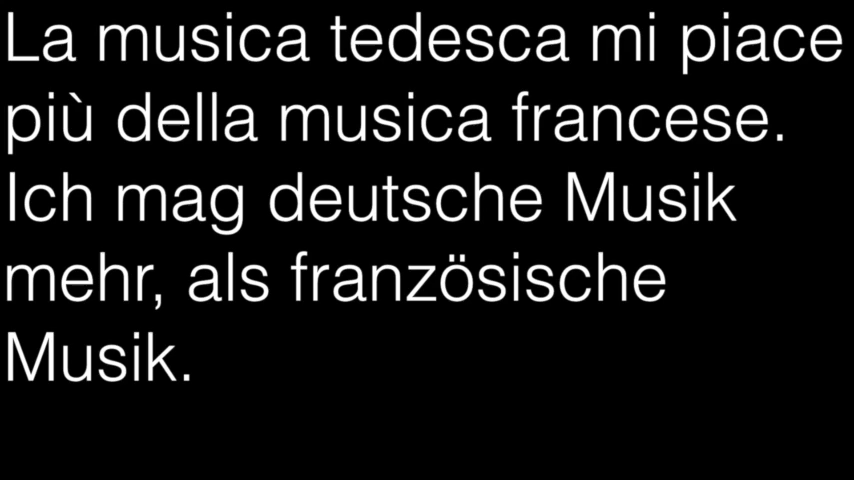 La musica tedesca mi piace
più della musica francese.
Ich mag deutsche Musik
mehr, als französische
Musik.